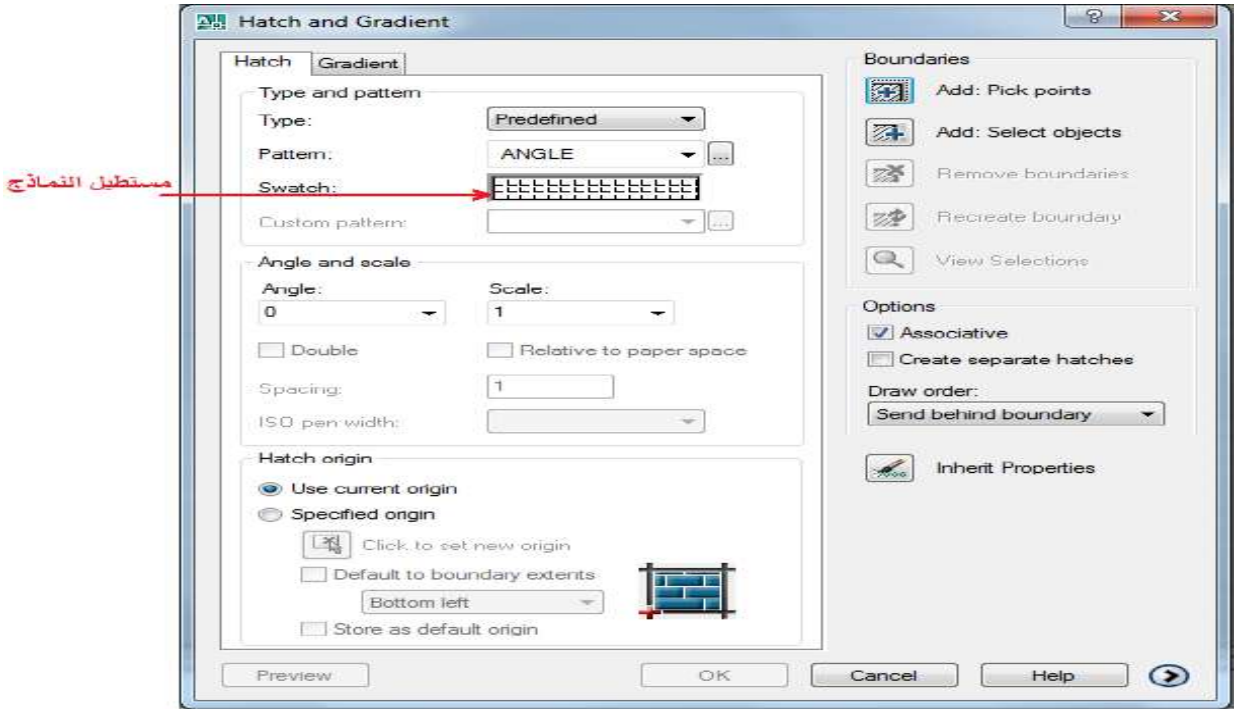 Hatch and Gradient
Hatch Gradient
Type and pattern
Type: Predefined
Pattern: ANGLE ...
مستطيل النماذج
Swatch:
Custom pattern: ...
Angle and scale
Angle: Scale:
0 1
Double Relative to paper space
Spacing: 1
ISO pen width:
Hatch origin
Use current origin
Specified origin
Click to set new origin
Default to boundary extents
Bottom left
Store as default origin
Boundaries
Add: Pick points
Add: Select objects
Remove boundaries
Recreate boundary
View Selections
Options
Associative
Create separate hatches
Draw order:
Send behind boundary
Inherit Properties
Preview OK Cancel Help